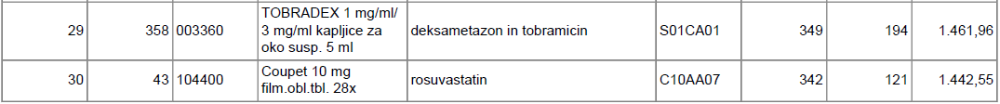 29 358 003360 TOBRADEX 1 mg/ml/ 3 mg/ml kapljice za oko susp. 5 ml deksametazon in tobramicin S01CA01 349 194 1.461,96
30 43 104400 Coupet 10 mg film.obl.tbl. 28x rosuvastatin C10AA07 342 121 1.442,55